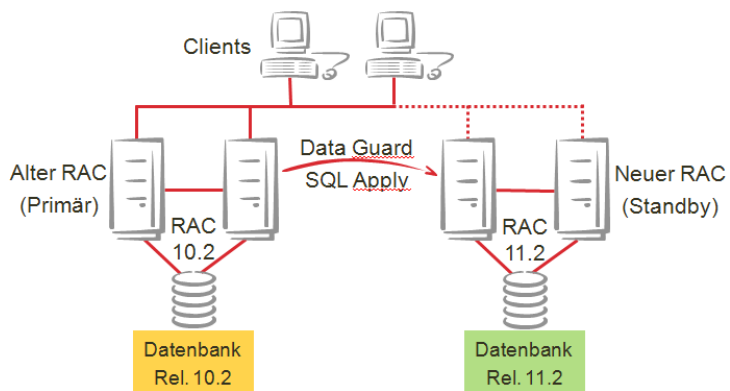 Clients
Alter RAC
(Primär)
Data Guard
SQL Apply
Neuer RAC
(Standby)
RAC
10.2
RAC
11.2
Datenbank
Rel. 10.2
Datenbank
Rel. 11.2